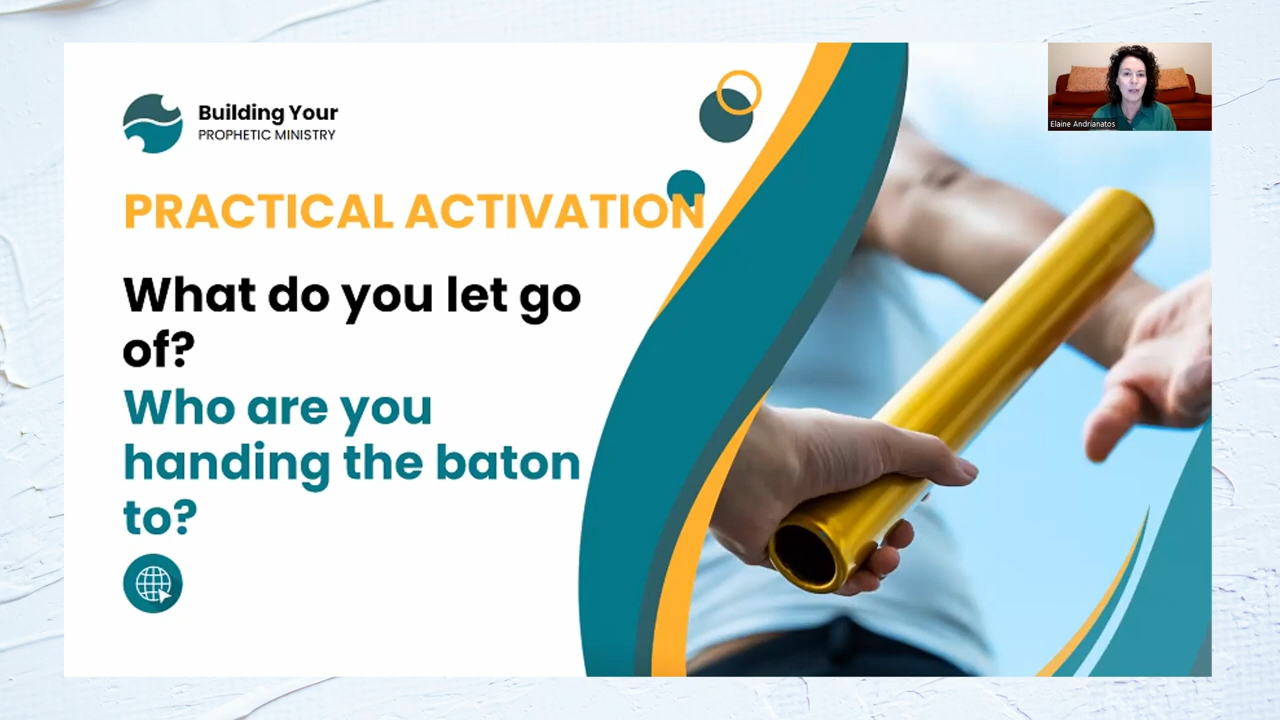 Building Your
PROPHETIC MINISTRY
Elaine Andrianatos
PRACTICAL ACTIVATION
What do you let go
of?
Who are you
handing the baton
to?